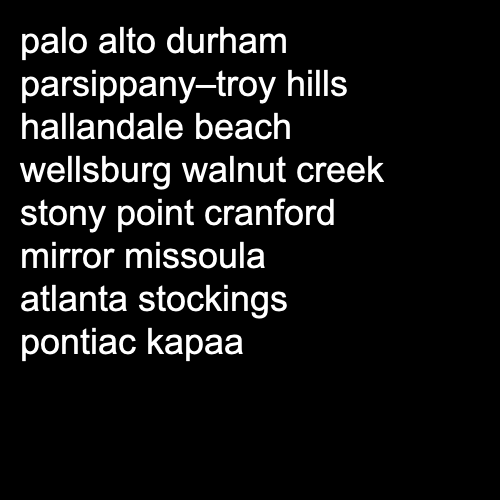 palo alto durham
parsippany–troy hills
hallandale beach
wellsburg walnut creek
stony point cranford
mirror missoula
atlanta stockings
pontiac kapaa